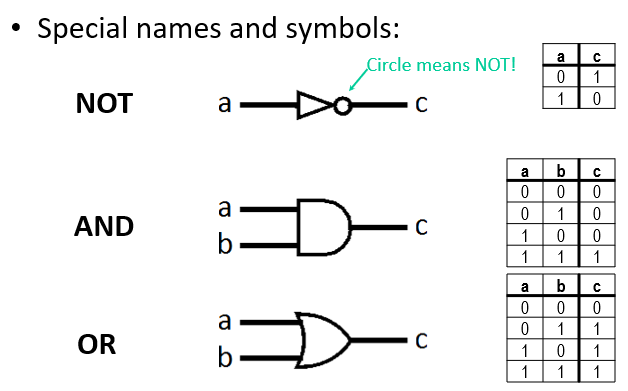 • Special names and symbols:
Circle means NOT!
a c
0 1
1 0
NOT a c
a b c
0 0 0
0 1 0
1 0 0
1 1 1
AND a b c
a b c
0 0 0
0 1 1
1 0 1
1 1 1
OR a b c